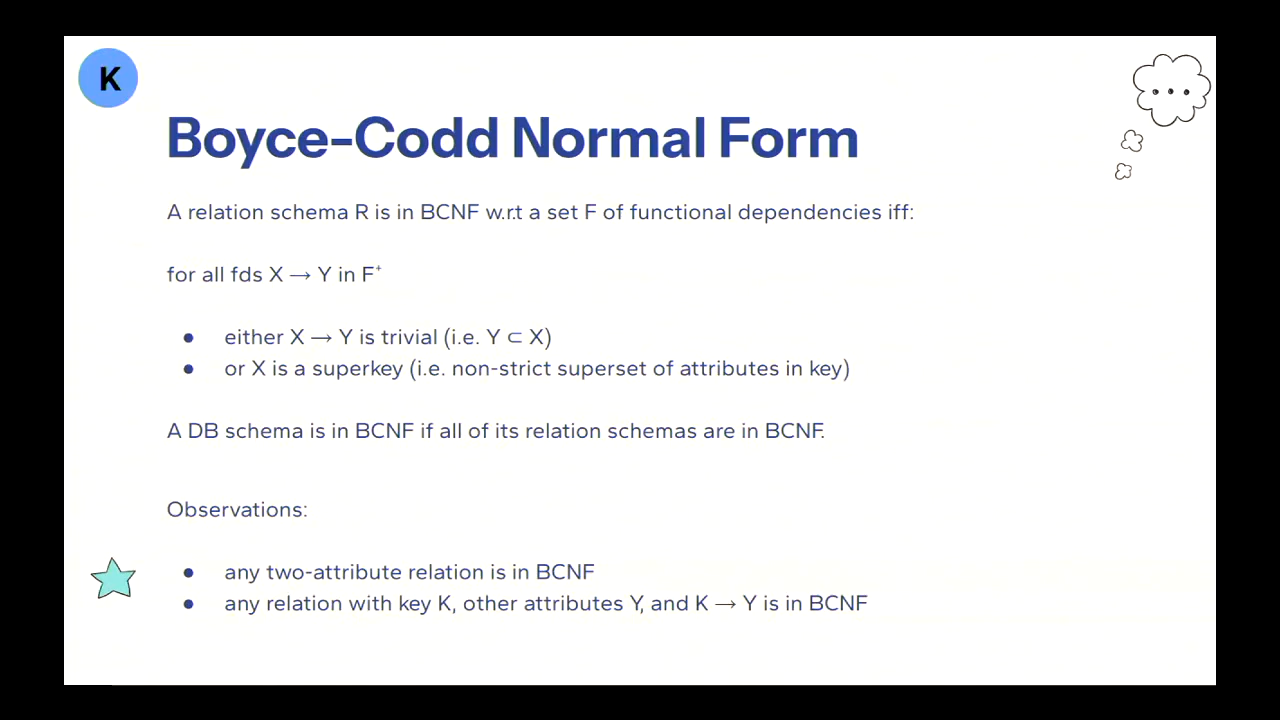 K
Boyce-Codd Normal Form
A relation schema R is in BCNF w.r.t a set F of functional dependencies iff:
for all fds X → Y in F⁺
● either X → Y is trivial (i.e. Y ⊂ X)
● or X is a superkey (i.e. non-strict superset of attributes in key)
A DB schema is in BCNF if all of its relation schemas are in BCNF.
Observations:
● any two-attribute relation is in BCNF
● any relation with key K, other attributes Y, and K → Y is in BCNF